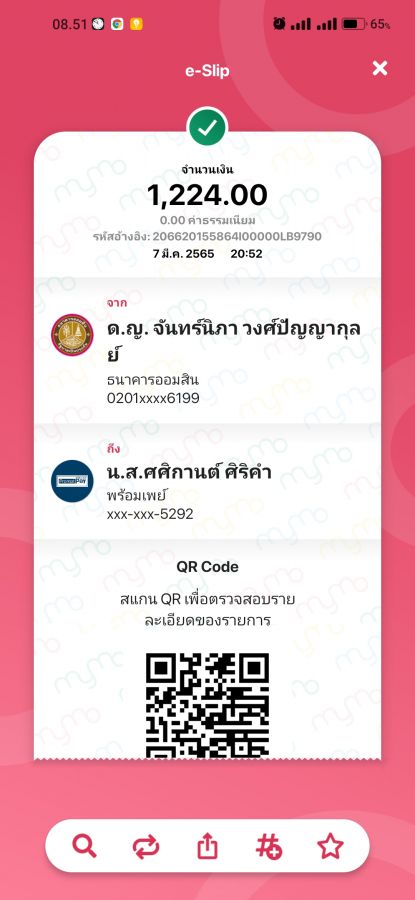 08.51
65%
e-Slip
จำนวนเงิน
1,224.00
0.00 ค่าธรรมเนียม
รหัสอ้างอิง: 206620155864I00000LB9790
7 มี.ค. 2565 20:52
จาก
ด.ญ. จันทร์นิภา วงศ์ปัญญากุล
ย์
ธนาคารออมสิน
0201xxxx6199
ถึง
น.ส.ศศิกานต์ ศิริคำ
พร้อมเพย์
xxx-xxx-5292
QR Code
สแกน QR เพื่อตรวจสอบราย
ละเอียดของรายการ